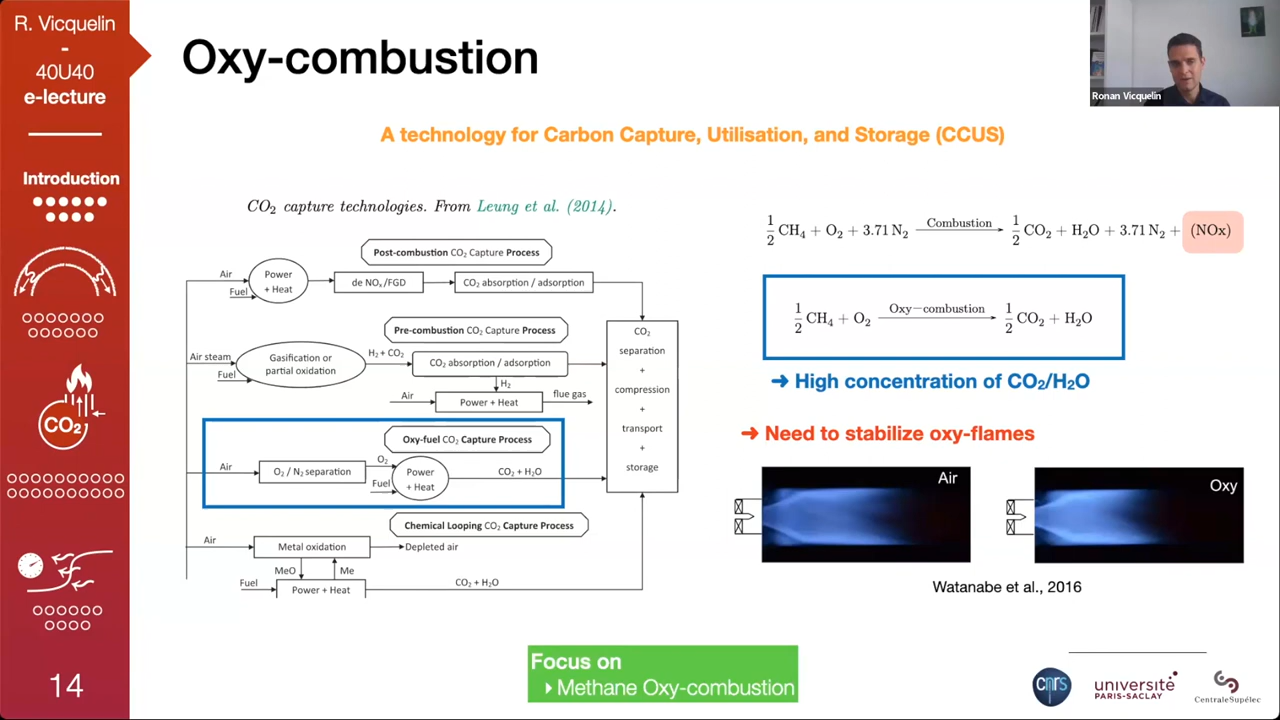 R. Vicquelin
-
40U40
e-lecture
Introduction
CO₂
14
Oxy-combustion
Ronan Vicquelin
A technology for Carbon Capture, Utilisation, and Storage (CCUS)
CO₂ capture technologies. From Leung et al. (2014).
Post-combustion CO₂ Capture Process
Air
Fuel
Power
+ Heat
de NOₓ/FGD
CO₂ absorption / adsorption
Pre-combustion CO₂ Capture Process
Air steam
Fuel
Gasification or
partial oxidation
H₂ + CO₂
CO₂ absorption / adsorption
H₂
Air
Power + Heat
flue gas
Oxy-fuel CO₂ Capture Process
Air
O₂ / N₂ separation
O₂
Fuel
Power
+ Heat
CO₂ + H₂O
Chemical Looping CO₂ Capture Process
Air
Metal oxidation
Depleted air
MeO
Me
Fuel
Power + Heat
CO₂ + H₂O
CO₂
separation
+
compression
+
transport
+
storage
½ CH₄ + O₂ + 3.71 N₂ —Combustion→ ½ CO₂ + H₂O + 3.71 N₂ + (NOx)
½ CH₄ + O₂ —Oxy−combustion→ ½ CO₂ + H₂O
➜ High concentration of CO₂/H₂O
➜ Need to stabilize oxy-flames
Air
Oxy
Watanabe et al., 2016
Focus on
Methane Oxy-combustion
cnrs
université
PARIS-SACLAY
CentraleSupélec